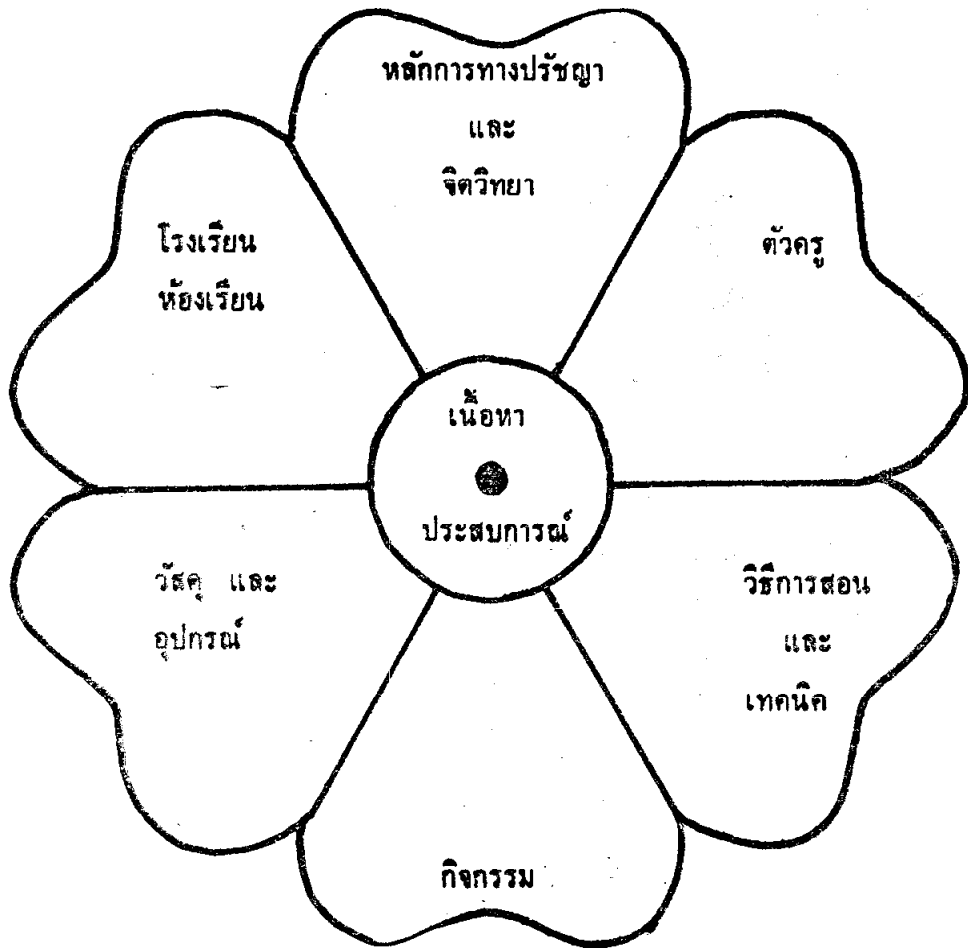 หลักการทางปรัชญา
และ
จิตวิทยา
ตัวครู
โรงเรียน
ห้องเรียน
เนื้อหา
ประสบการณ์
วัสดุ และ
อุปกรณ์
วิธีการสอน
และ
เทคนิค
กิจกรรม